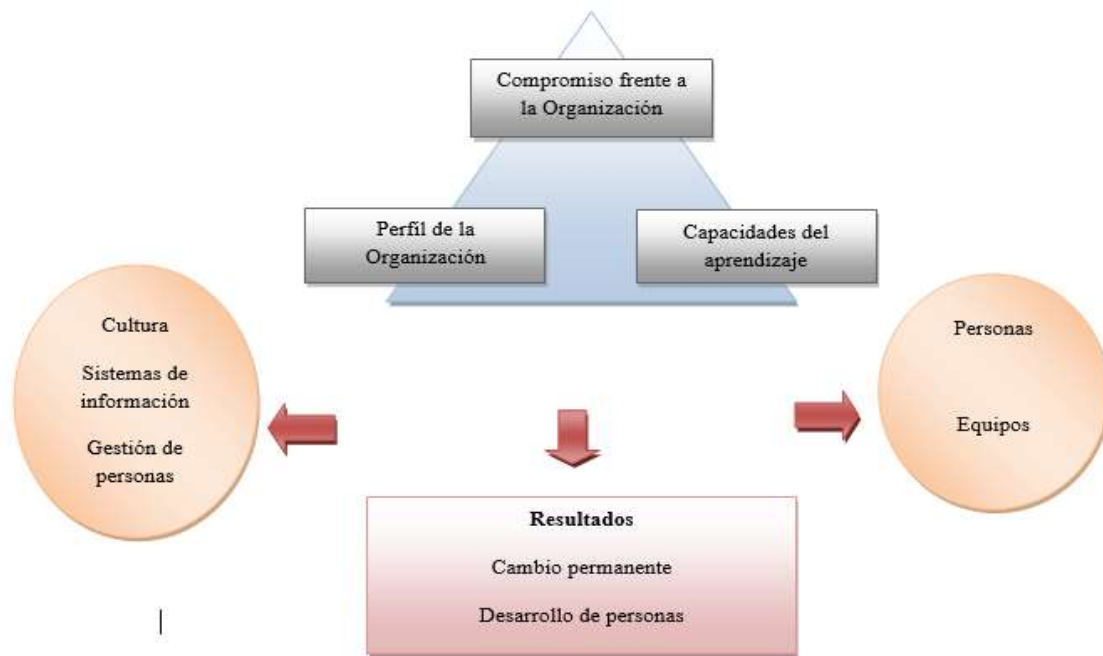 Compromiso frente a
la Organización
Perfíl de la
Organización
Capacidades del
aprendizaje
Cultura
Sistemas de
información
Gestión de
personas
Personas
Equipos
Resultados
Cambio permanente
Desarrollo de personas